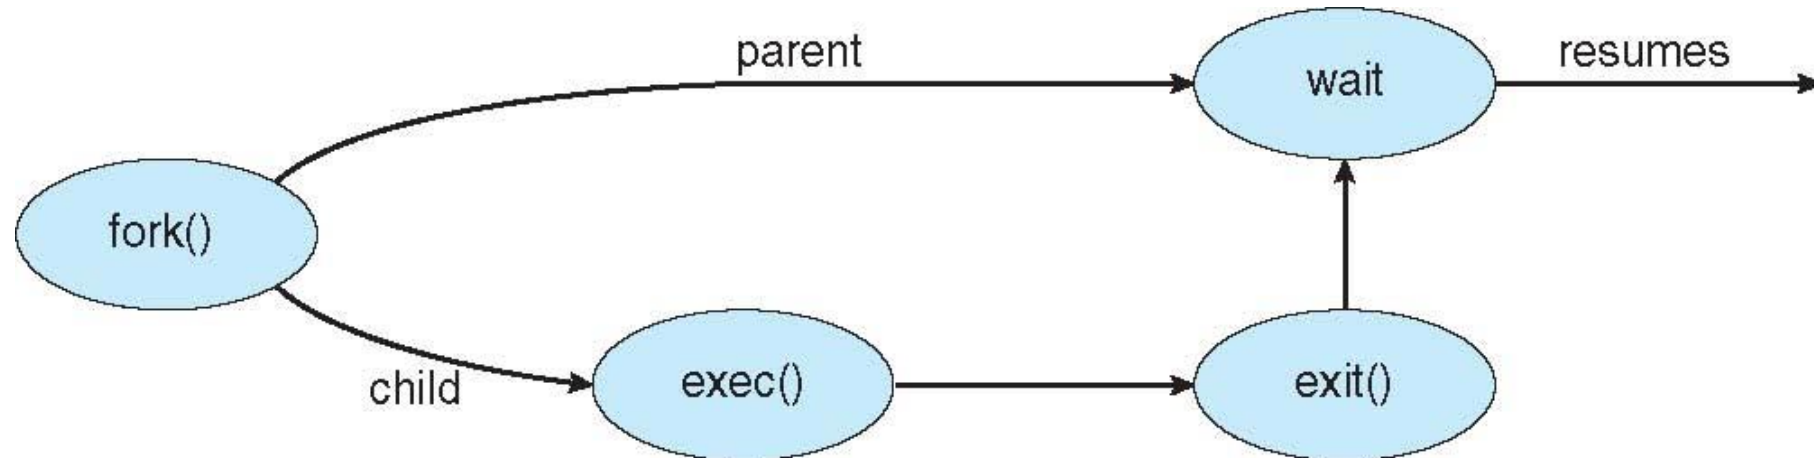 parent
resumes
wait
fork()
child
exec()
exit()